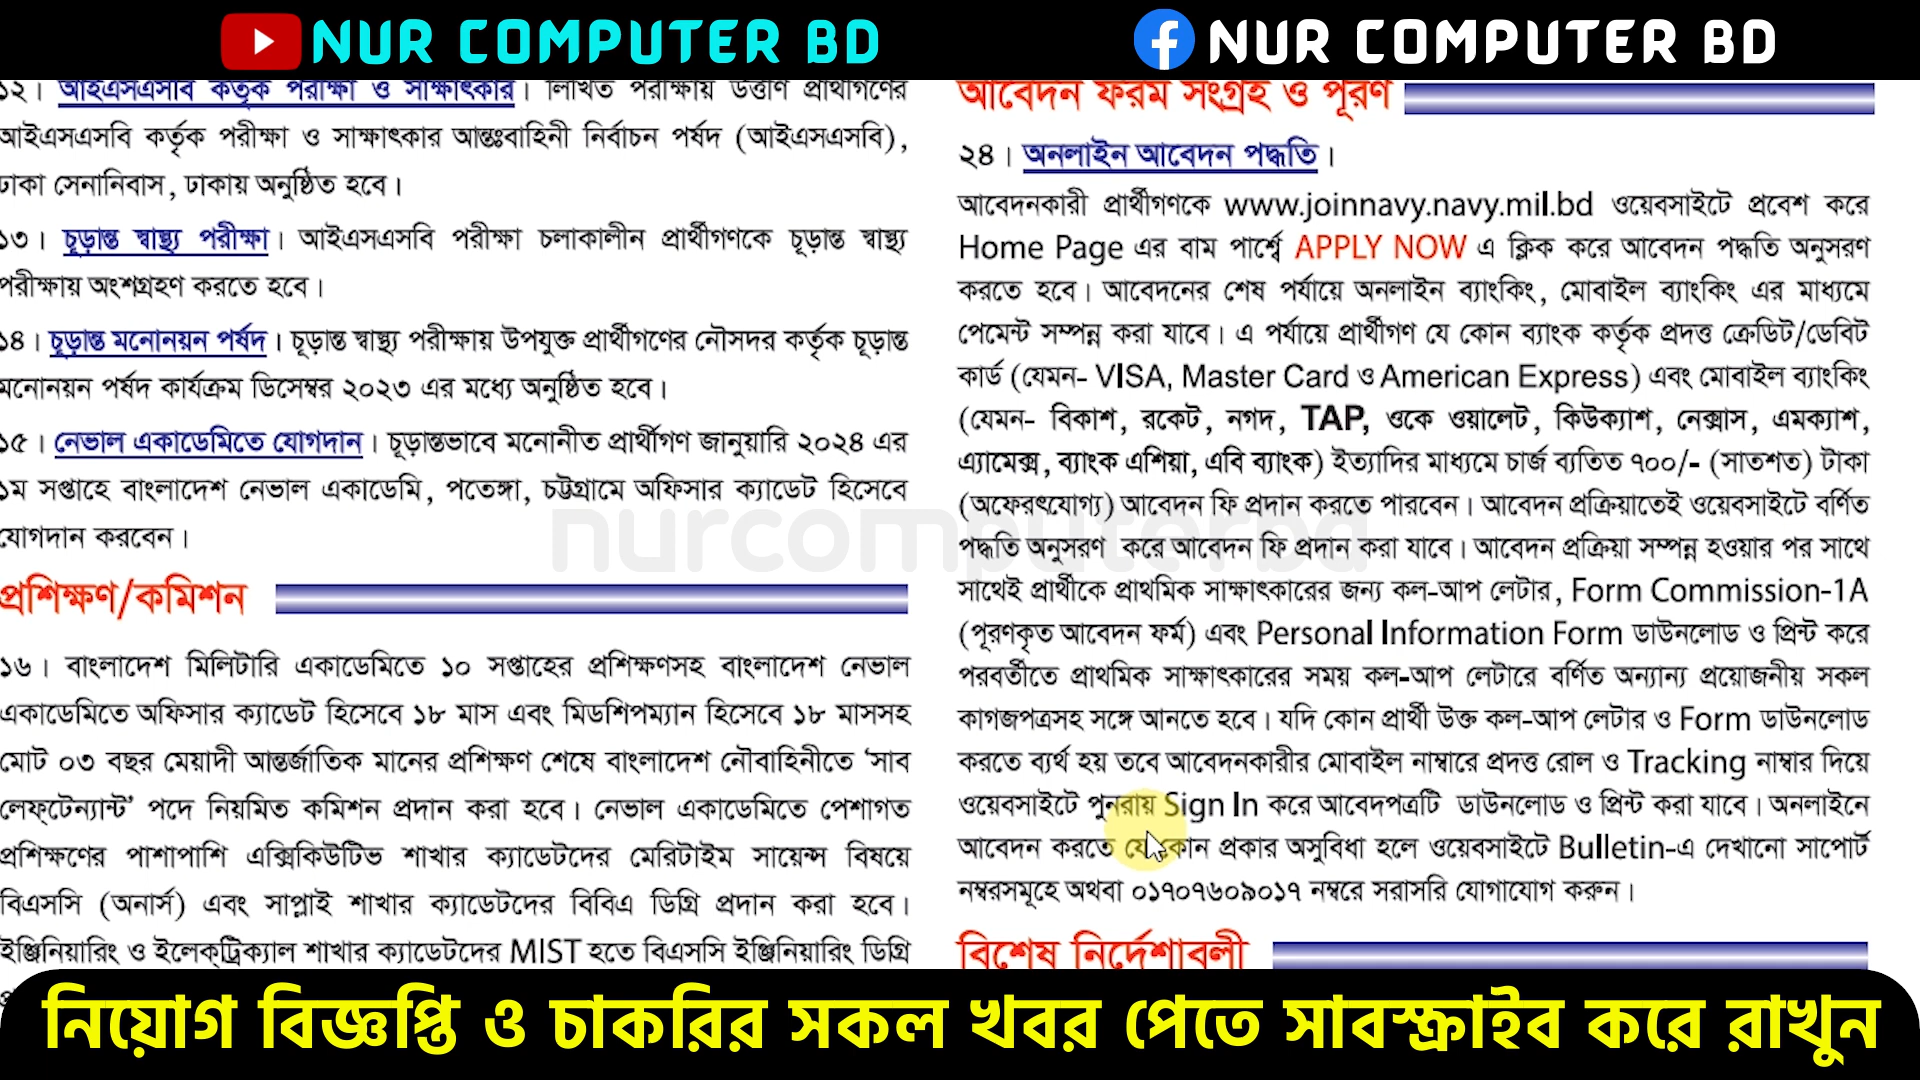 NUR COMPUTER BD
NUR COMPUTER BD
১২। আইএসএসবি কর্তৃক পরীক্ষা ও সাক্ষাৎকার। লিখিত পরীক্ষায় উত্তীর্ণ প্রার্থীগণের
আইএসএসবি কর্তৃক পরীক্ষা ও সাক্ষাৎকার আন্তঃবাহিনী নির্বাচন পর্ষদ (আইএসএসবি),
ঢাকা সেনানিবাস, ঢাকায় অনুষ্ঠিত হবে।
১৩। চূড়ান্ত স্বাস্থ্য পরীক্ষা। আইএসএসবি পরীক্ষা চলাকালীন প্রার্থীগণকে চূড়ান্ত স্বাস্থ্য
পরীক্ষায় অংশগ্রহণ করতে হবে।
১৪। চূড়ান্ত মনোনয়ন পর্ষদ। চূড়ান্ত স্বাস্থ্য পরীক্ষায় উপযুক্ত প্রার্থীগণের নৌসদর কর্তৃক চূড়ান্ত
মনোনয়ন পর্ষদ কার্যক্রম ডিসেম্বর ২০২৩ এর মধ্যে অনুষ্ঠিত হবে।
১৫। নেভাল একাডেমিতে যোগদান। চূড়ান্তভাবে মনোনীত প্রার্থীগণ জানুয়ারি ২০২৪ এর
১ম সপ্তাহে বাংলাদেশ নেভাল একাডেমি, পতেঙ্গা, চট্টগ্রামে অফিসার ক্যাডেট হিসেবে
যোগদান করবেন।
প্রশিক্ষণ/কমিশন
১৬। বাংলাদেশ মিলিটারি একাডেমিতে ১০ সপ্তাহের প্রশিক্ষণসহ বাংলাদেশ নেভাল
একাডেমিতে অফিসার ক্যাডেট হিসেবে ১৮ মাস এবং মিডশিপম্যান হিসেবে ১৮ মাসসহ
মোট ০৩ বছর মেয়াদী আন্তর্জাতিক মানের প্রশিক্ষণ শেষে বাংলাদেশ নৌবাহিনীতে ‘সাব
লেফ্টেন্যান্ট’ পদে নিয়মিত কমিশন প্রদান করা হবে। নেভাল একাডেমিতে পেশাগত
প্রশিক্ষণের পাশাপাশি এক্সিকিউটিভ শাখার ক্যাডেটদের মেরিটাইম সায়েন্স বিষয়ে
বিএসসি (অনার্স) এবং সাপ্লাই শাখার ক্যাডেটদের বিবিএ ডিগ্রি প্রদান করা হবে।
ইঞ্জিনিয়ারিং ও ইলেক্ট্রিক্যাল শাখার ক্যাডেটদের MIST হতে বিএসসি ইঞ্জিনিয়ারিং ডিগ্রি
আবেদন ফরম সংগ্রহ ও পূরণ
২৪। অনলাইন আবেদন পদ্ধতি।
আবেদনকারী প্রার্থীগণকে www.joinnavy.navy.mil.bd ওয়েবসাইটে প্রবেশ করে
Home Page এর বাম পার্শ্বে APPLY NOW এ ক্লিক করে আবেদন পদ্ধতি অনুসরণ
করতে হবে। আবেদনের শেষ পর্যায়ে অনলাইন ব্যাংকিং, মোবাইল ব্যাংকিং এর মাধ্যমে
পেমেন্ট সম্পন্ন করা যাবে। এ পর্যায়ে প্রার্থীগণ যে কোন ব্যাংক কর্তৃক প্রদত্ত ক্রেডিট/ডেবিট
কার্ড (যেমন- VISA, Master Card ও American Express) এবং মোবাইল ব্যাংকিং
(যেমন- বিকাশ, রকেট, নগদ, TAP, ওকে ওয়ালেট, কিউক্যাশ, নেক্সাস, এমক্যাশ,
এ্যামেক্স, ব্যাংক এশিয়া, এবি ব্যাংক) ইত্যাদির মাধ্যমে চার্জ ব্যতিত ৭০০/- (সাতশত) টাকা
(অফেরৎযোগ্য) আবেদন ফি প্রদান করতে পারবেন। আবেদন প্রক্রিয়াতেই ওয়েবসাইটে বর্ণিত
পদ্ধতি অনুসরণ করে আবেদন ফি প্রদান করা যাবে। আবেদন প্রক্রিয়া সম্পন্ন হওয়ার পর সাথে
সাথেই প্রার্থীকে প্রাথমিক সাক্ষাৎকারের জন্য কল-আপ লেটার, Form Commission-1A
(পূরণকৃত আবেদন ফর্ম) এবং Personal Information Form ডাউনলোড ও প্রিন্ট করে
পরবর্তীতে প্রাথমিক সাক্ষাৎকারের সময় কল-আপ লেটারে বর্ণিত অন্যান্য প্রয়োজনীয় সকল
কাগজপত্রসহ সঙ্গে আনতে হবে। যদি কোন প্রার্থী উক্ত কল-আপ লেটার ও Form ডাউনলোড
করতে ব্যর্থ হয় তবে আবেদনকারীর মোবাইল নাম্বারে প্রদত্ত রোল ও Tracking নাম্বার দিয়ে
ওয়েবসাইটে পুনরায় Sign In করে আবেদপত্রটি ডাউনলোড ও প্রিন্ট করা যাবে। অনলাইনে
আবেদন করতে যে কোন প্রকার অসুবিধা হলে ওয়েবসাইটে Bulletin-এ দেখানো সাপোর্ট
নম্বরসমূহে অথবা ০১৭০৭৬০৯০১৭ নম্বরে সরাসরি যোগাযোগ করুন।
বিশেষ নির্দেশাবলী
nurcomputerbd
নিয়োগ বিজ্ঞপ্তি ও চাকরির সকল খবর পেতে সাবস্ক্রাইব করে রাখুন